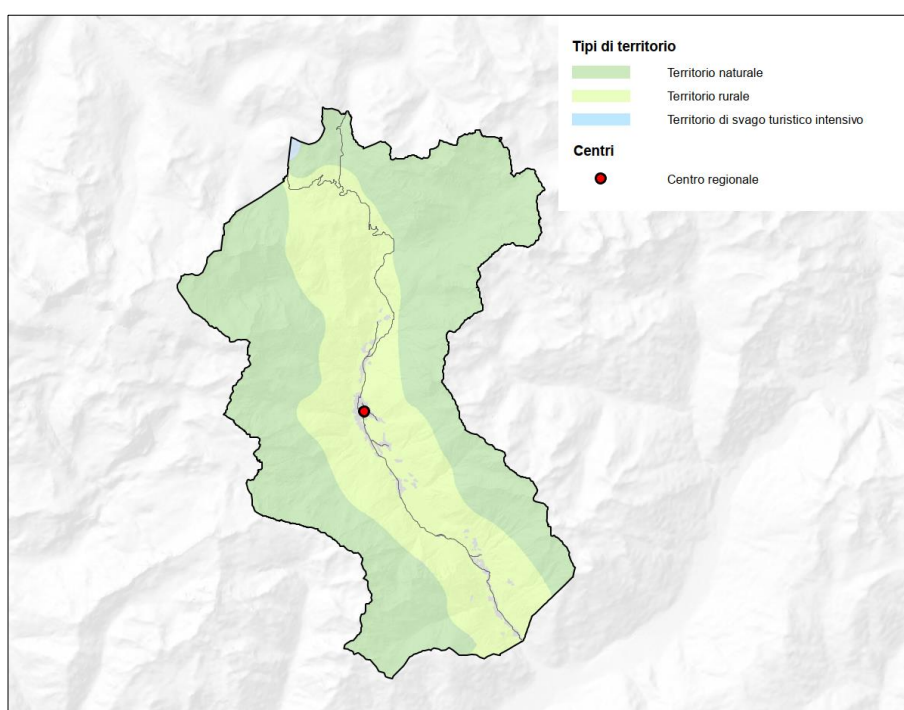 Tipi di territorio
Territorio naturale
Territorio rurale
Territorio di svago turistico intensivo
Centri
Centro regionale